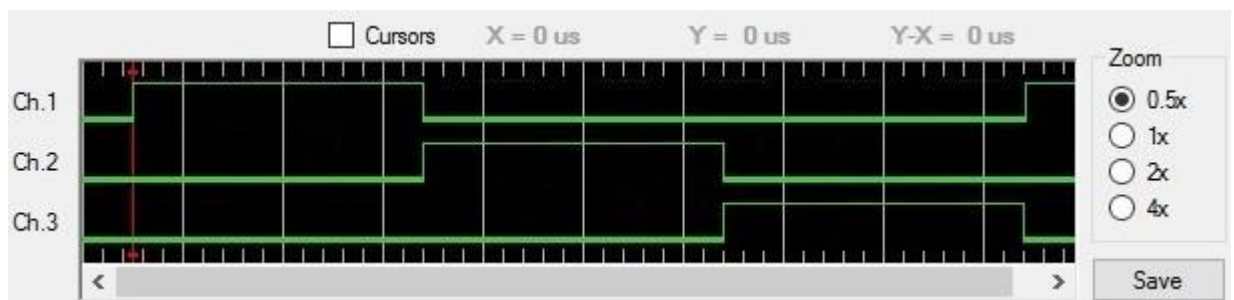 Cursors X = 0 us Y = 0 us Y-X = 0 us
Zoom
Ch.1
0.5x
1x
Ch.2
2x
4x
Ch.3
Save